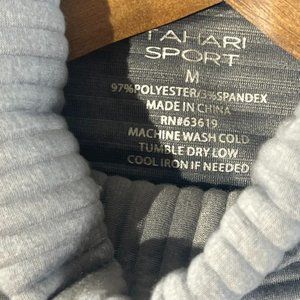 TAHARI
SPORT
M
97%POLYESTER/3%SPANDEX
MADE IN CHINA
RN#63619
MACHINE WASH COLD
TUMBLE DRY LOW
COOL IRON IF NEEDED